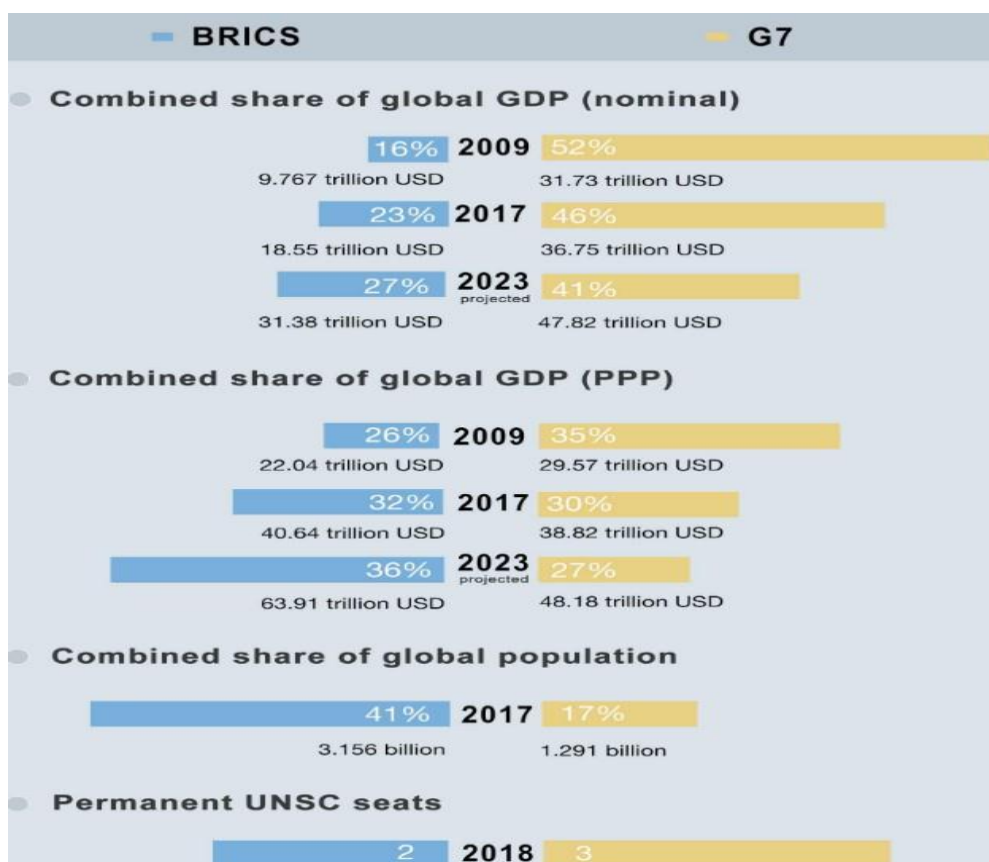 BRICS G7
Combined share of global GDP (nominal)
16% 2009 52%
9.767 trillion USD 31.73 trillion USD
23% 2017 46%
18.55 trillion USD 36.75 trillion USD
27% 2023 41%
projected
31.38 trillion USD 47.82 trillion USD
Combined share of global GDP (PPP)
26% 2009 35%
22.04 trillion USD 29.57 trillion USD
32% 2017 30%
40.64 trillion USD 38.82 trillion USD
36% 2023 27%
projected
63.91 trillion USD 48.18 trillion USD
Combined share of global population
41% 2017 17%
3.156 billion 1.291 billion
Permanent UNSC seats
2 2018 3